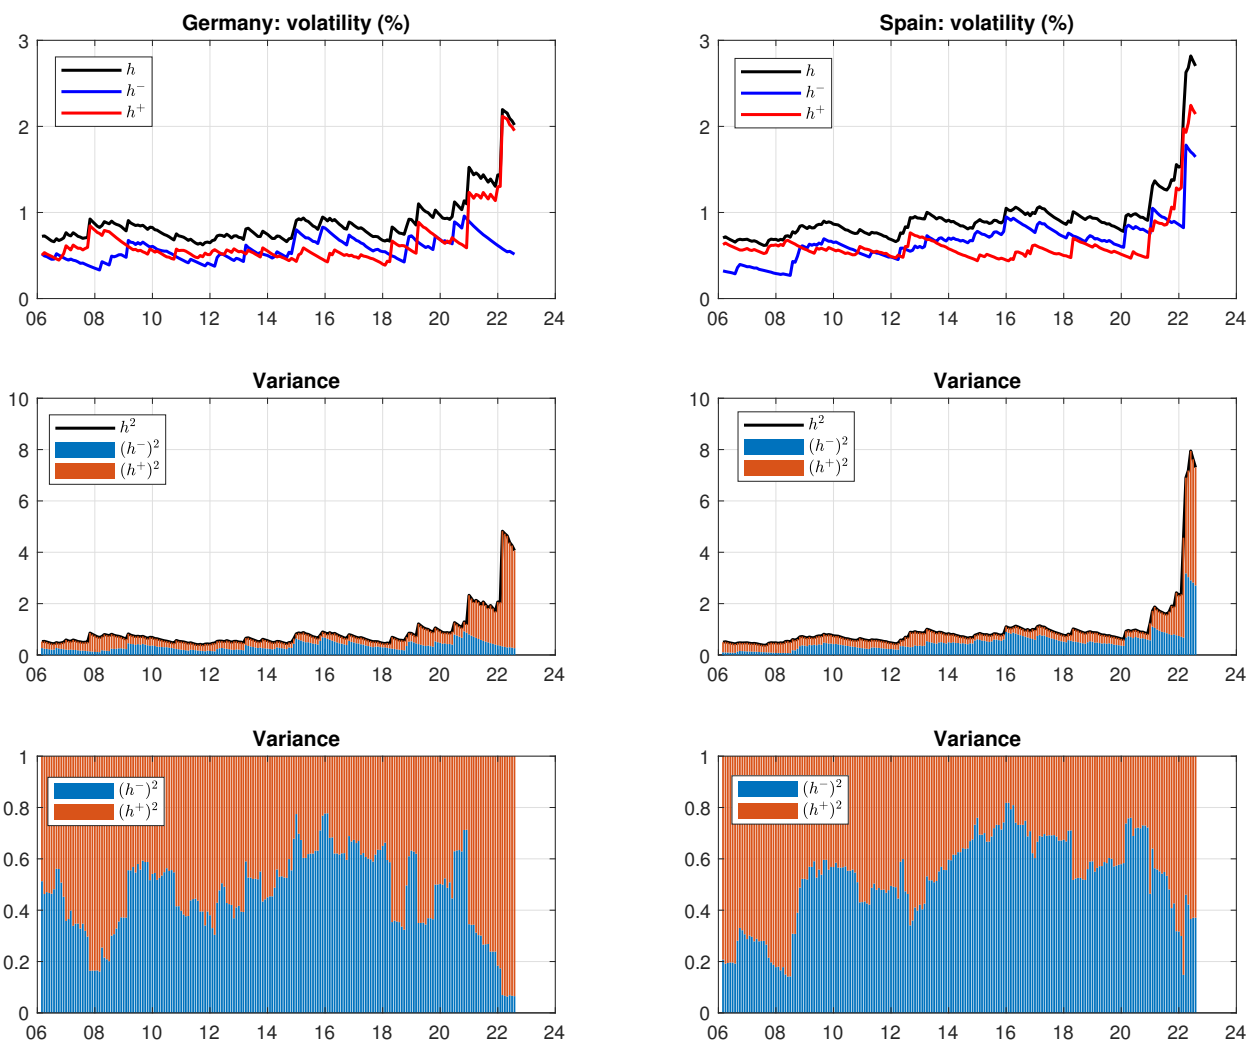 Germany: volatility (%)
3
2
1
0
h
h⁻
h⁺
06 08 10 12 14 16 18 20 22 24
Spain: volatility (%)
3
2
1
0
h
h⁻
h⁺
06 08 10 12 14 16 18 20 22 24
Variance
10
8
6
4
2
0
h²
(h⁻)²
(h⁺)²
06 08 10 12 14 16 18 20 22 24
Variance
10
8
6
4
2
0
h²
(h⁻)²
(h⁺)²
06 08 10 12 14 16 18 20 22 24
Variance
1
0.8
0.6
0.4
0.2
0
(h⁻)²
(h⁺)²
06 08 10 12 14 16 18 20 22 24
Variance
1
0.8
0.6
0.4
0.2
0
(h⁻)²
(h⁺)²
06 08 10 12 14 16 18 20 22 24